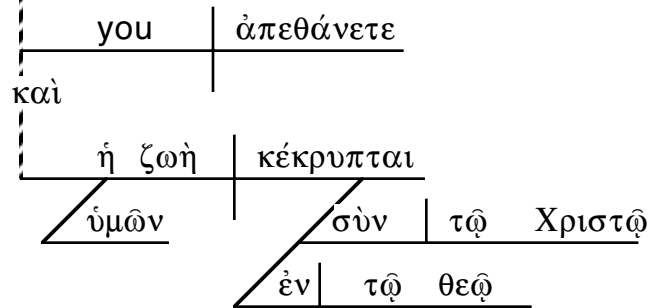 you ἀπεθάνετε
καὶ
ἡ ζωὴ κέκρυπται
ὑμῶν σὺν τῷ Χριστῷ
ἐν τῷ θεῷ